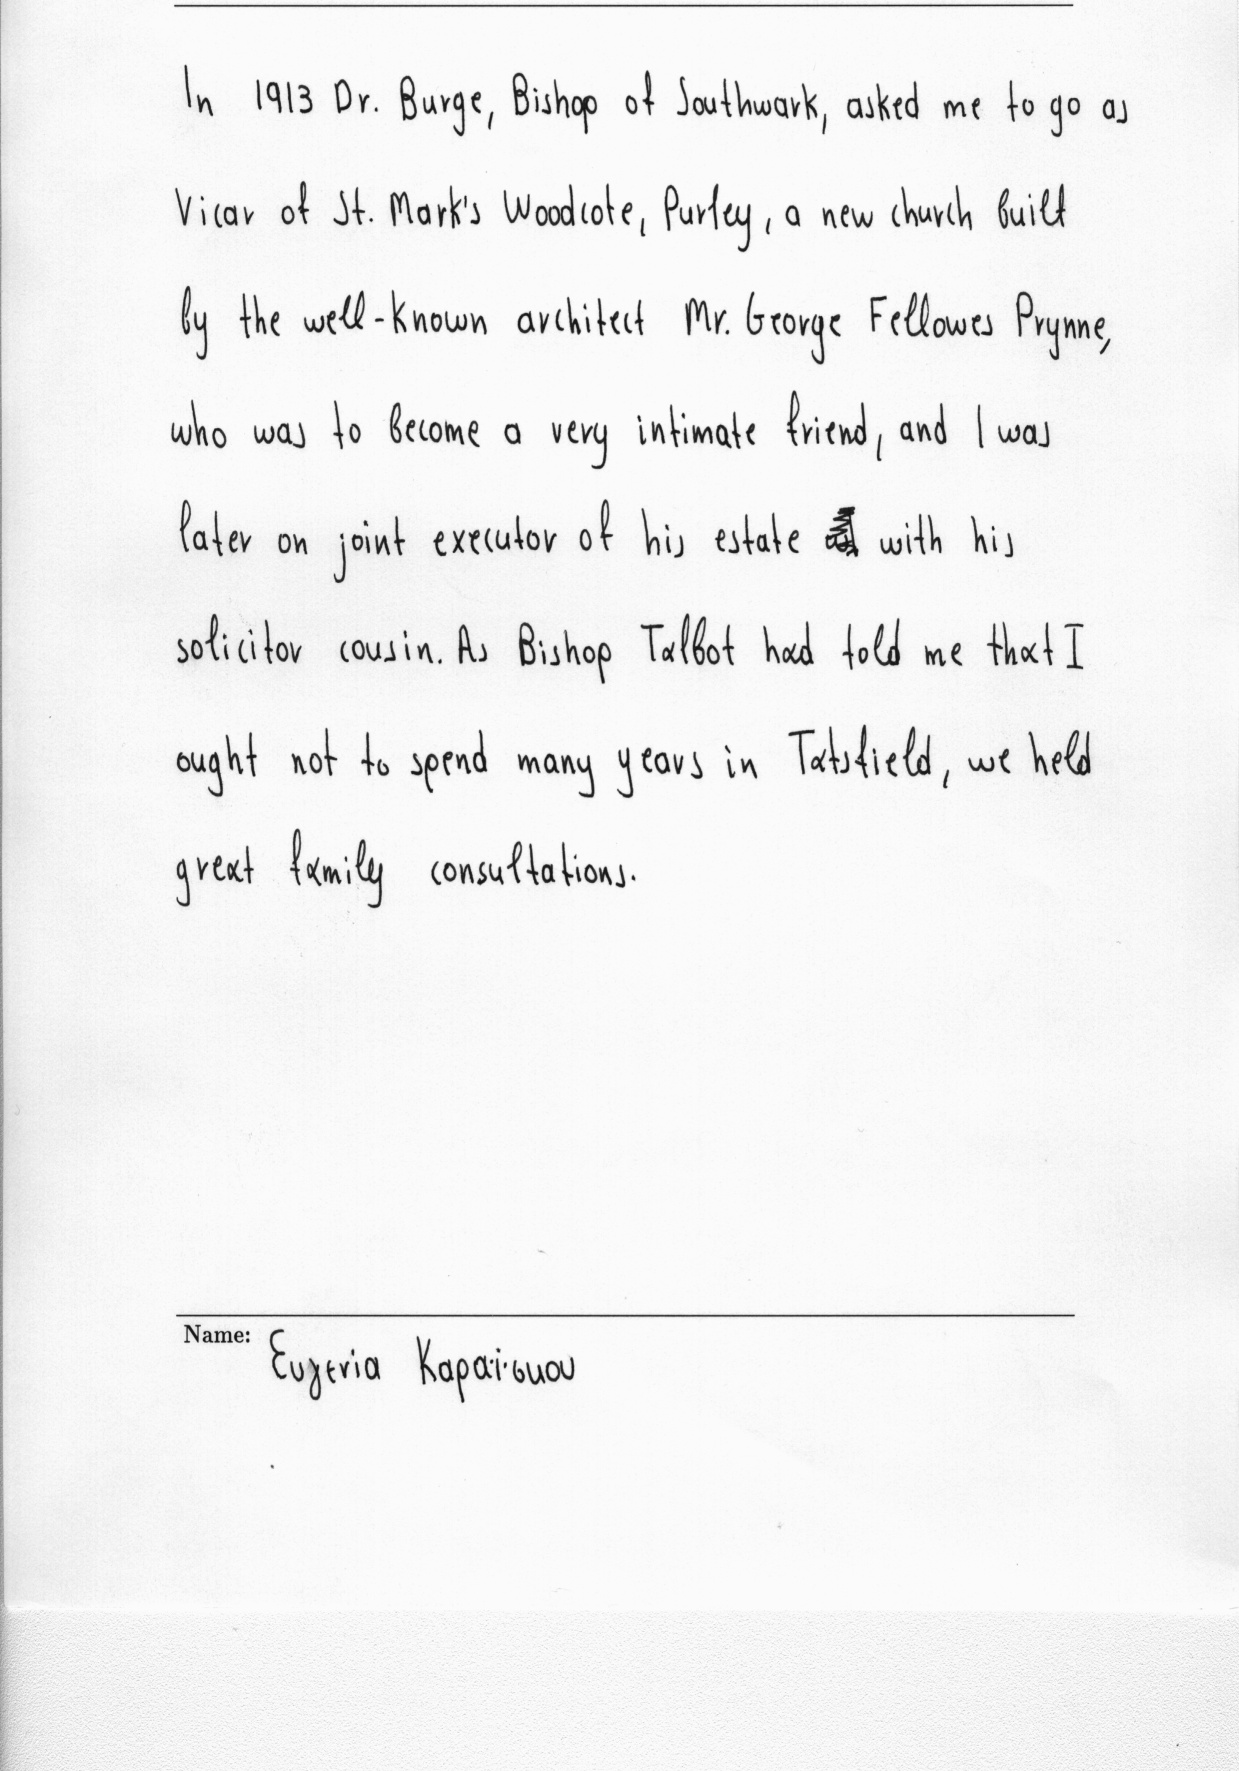 In 1913 Dr. Burge, Bishop of Southwark, asked me to go as
Vicar of St. Mark's Woodcote, Purley, a new church built
by the well-known architect Mr. George Fellowes Prynne,
who was to become a very intimate friend, and I was
later on joint executor of his estate with his
solicitor cousin. As Bishop Talbot had told me that I
ought not to spend many years in Tatsfield, we held
great family consultations.
Name: Ευγενία Καραΐσκου